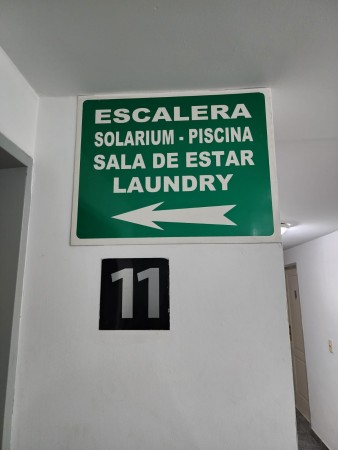 ESCALERA
SOLARIUM - PISCINA
SALA DE ESTAR
LAUNDRY
11